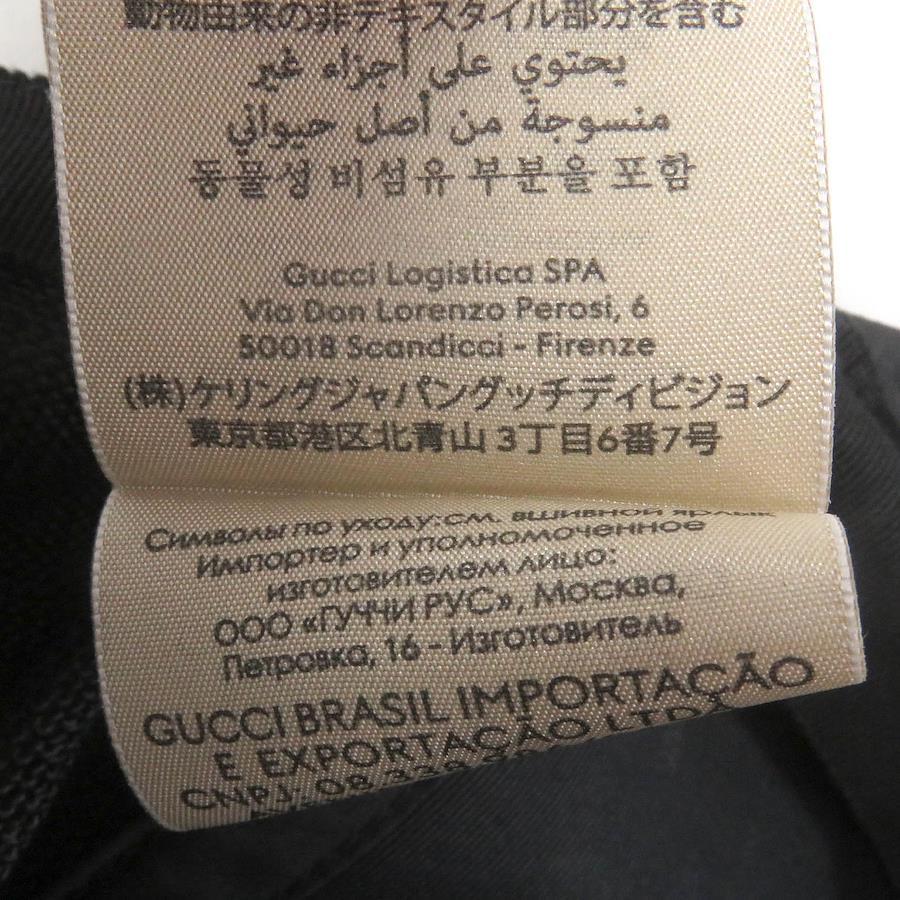 動物由来の非テキスタイル部分を含む
يحتوي على أجزاء غير
منسوجة من أصل حيواني
동물성 비섬유 부분을 포함
Gucci Logistica SPA
Via Don Lorenzo Perosi, 6
50018 Scandicci - Firenze
(株)ケリングジャパングッチディビジョン
東京都港区北青山 3丁目6番7号
Символы по уходу:см. вшивной ярлык
Импортер и уполномоченное
изготовителем лицо:
ООО «ГУЧЧИ РУС», Москва,
Петровка, 16 - Изготовитель
GUCCI BRASIL IMPORTAÇÃO
E EXPORTAÇÃO LTDA
CNPJ: 08.339